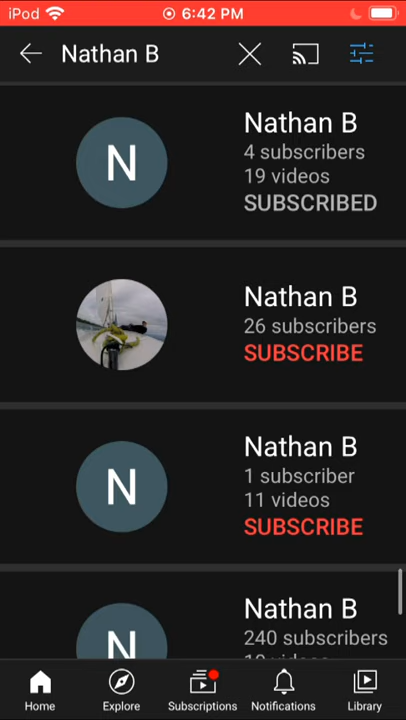 iPod 6:42 PM
Nathan B
N
Nathan B
4 subscribers
19 videos
SUBSCRIBED
Nathan B
26 subscribers
SUBSCRIBE
N
Nathan B
1 subscriber
11 videos
SUBSCRIBE
N
Nathan B
240 subscribers
Home Explore Subscriptions Notifications Library